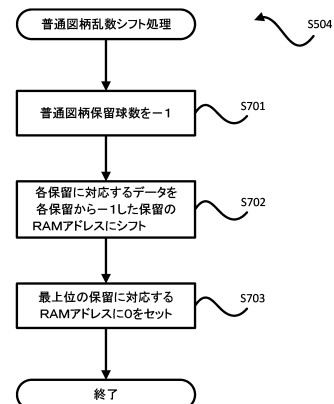 普通図柄乱数シフト処理
S504
普通図柄保留球数を－1
S701
各保留に対応するデータを
各保留から－1した保留の
RAMアドレスにシフト
S702
最上位の保留に対応する
RAMアドレスに0をセット
S703
終了